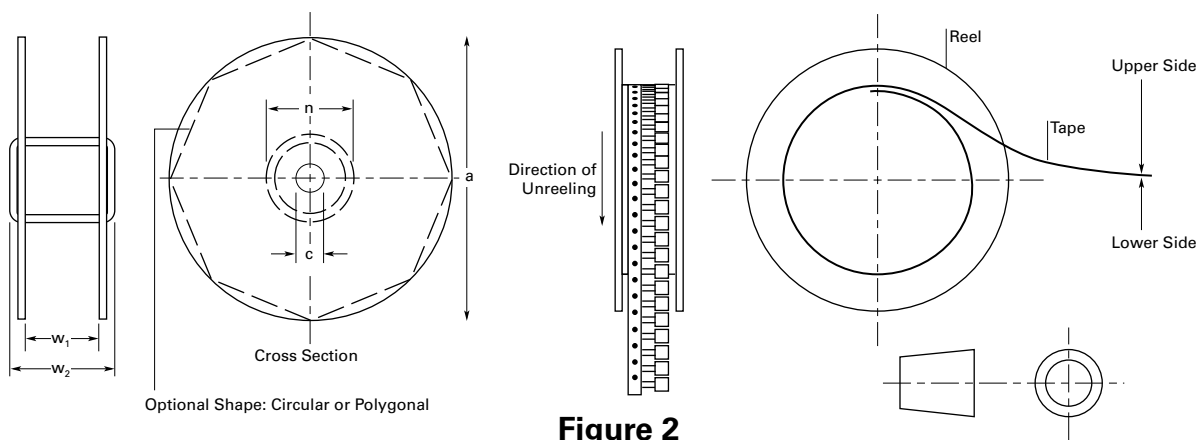 n
a
c
w₁
w₂
Cross Section
Optional Shape: Circular or Polygonal
Direction of
Unreeling
Reel
Tape
Upper Side
Lower Side
Figure 2